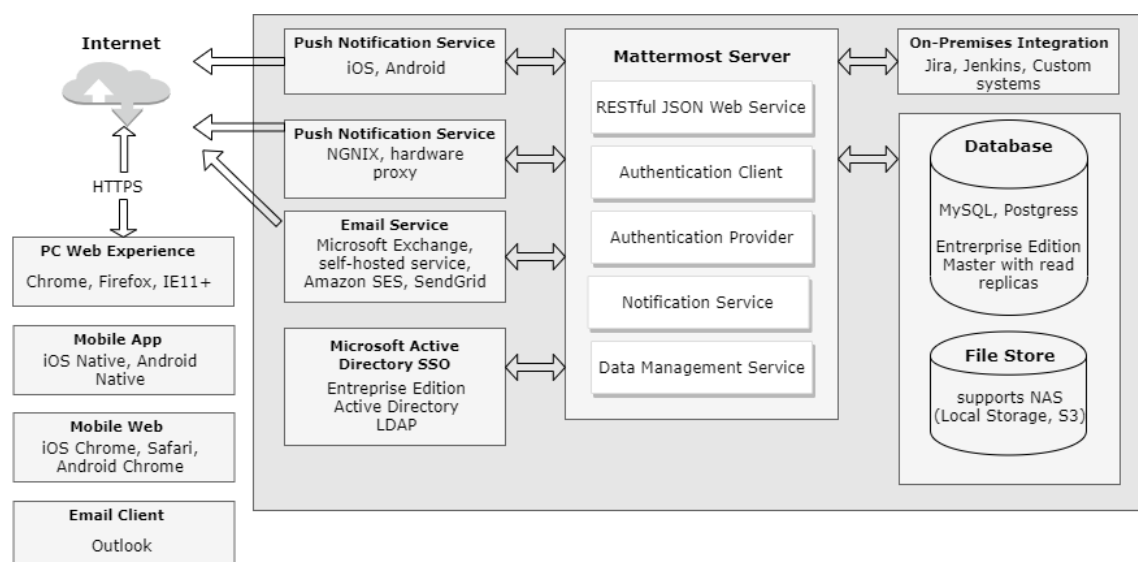 Internet
HTTPS
PC Web Experience
Chrome, Firefox, IE11+
Mobile App
iOS Native, Android
Native
Mobile Web
iOS Chrome, Safari,
Android Chrome
Email Client
Outlook
Push Notification Service
iOS, Android
Push Notification Service
NGNIX, hardware
proxy
Email Service
Microsoft Exchange,
self-hosted service,
Amazon SES, SendGrid
Microsoft Active
Directory SSO
Entreprise Edition
Active Directory
LDAP
Mattermost Server
RESTful JSON Web Service
Authentication Client
Authentication Provider
Notification Service
Data Management Service
On-Premises Integration
Jira, Jenkins, Custom
systems
Database
MySQL, Postgress
Entrerprise Edition
Master with read
replicas
File Store
supports NAS
(Local Storage, S3)